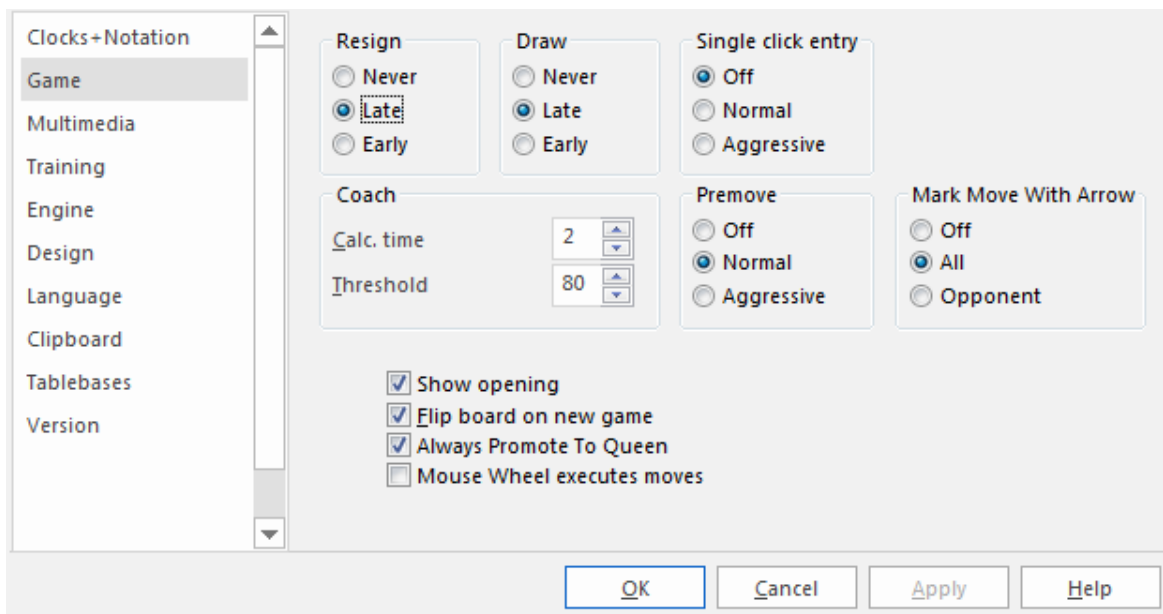 Clocks+Notation
Game
Multimedia
Training
Engine
Design
Language
Clipboard
Tablebases
Version
Resign
Never
Late
Early
Draw
Never
Late
Early
Single click entry
Off
Normal
Aggressive
Coach
Calc. time 2
Threshold 80
Premove
Off
Normal
Aggressive
Mark Move With Arrow
Off
All
Opponent
Show opening
Flip board on new game
Always Promote To Queen
Mouse Wheel executes moves
OK Cancel Apply Help